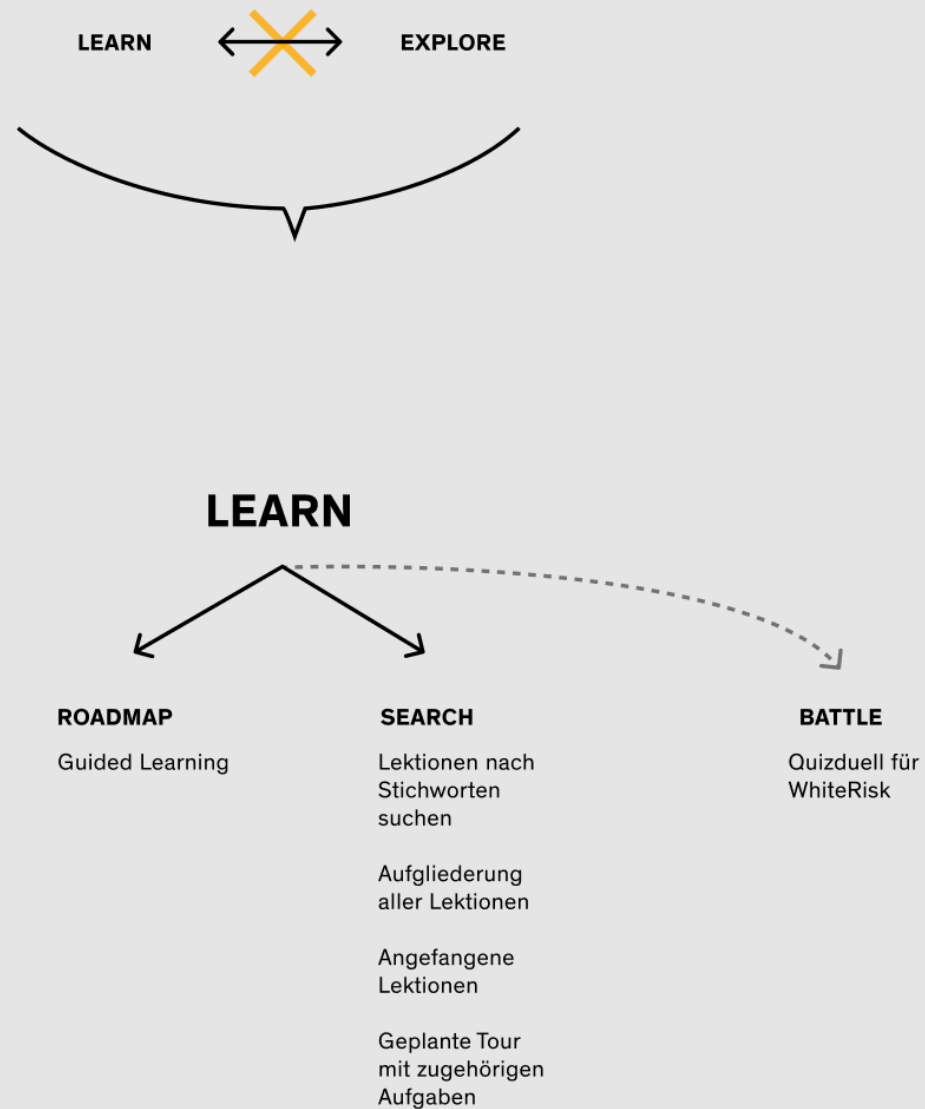 LEARN
EXPLORE
LEARN
ROADMAP
Guided Learning
SEARCH
Lektionen nach
Stichworten
suchen
Aufgliederung
aller Lektionen
Angefangene
Lektionen
Geplante Tour
mit zugehörigen
Aufgaben
BATTLE
Quizduell für
WhiteRisk